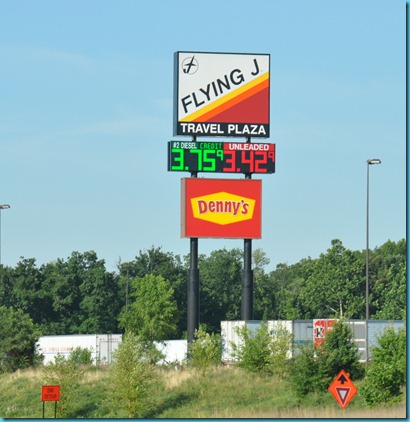 FLYING J
TRAVEL PLAZA
#2 DIESEL CREDIT UNLEADED
3.75⁹ 3.42⁹
Denny's